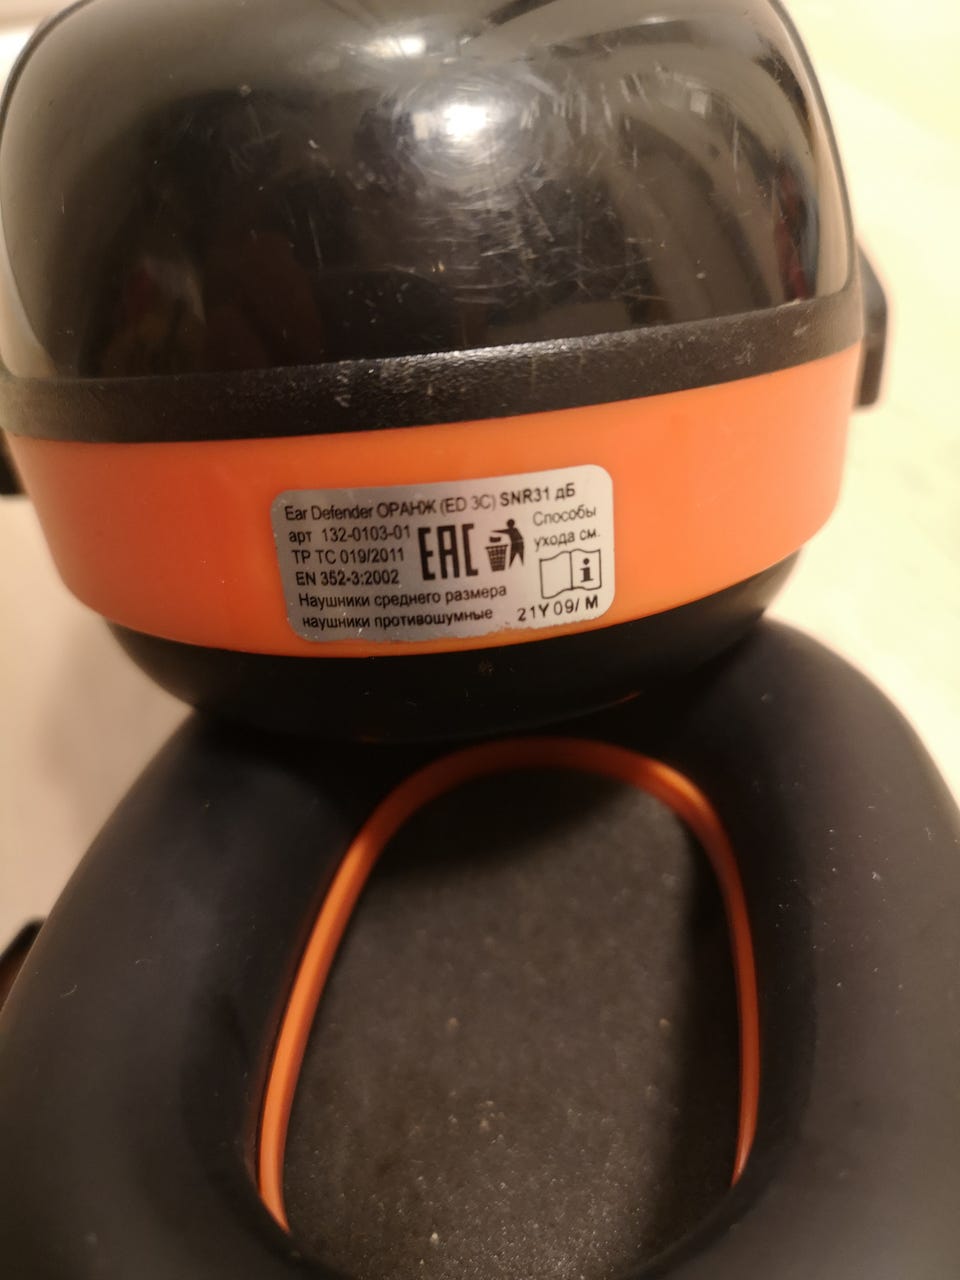 Ear Defender ОРАНЖ (ED 3C) SNR31 дБ
арт 132-0103-01
ТР ТС 019/2011
EN 352-3:2002
EAC
Способы
ухода см.
i
Наушники среднего размера
наушники противошумные
21Y 09/ M